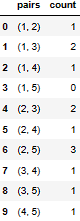 pairs count
0 (1, 2) 1
1 (1, 3) 2
2 (1, 4) 1
3 (1, 5) 0
4 (2, 3) 2
5 (2, 4) 1
6 (2, 5) 3
7 (3, 4) 1
8 (3, 5) 1
9 (4, 5) 1